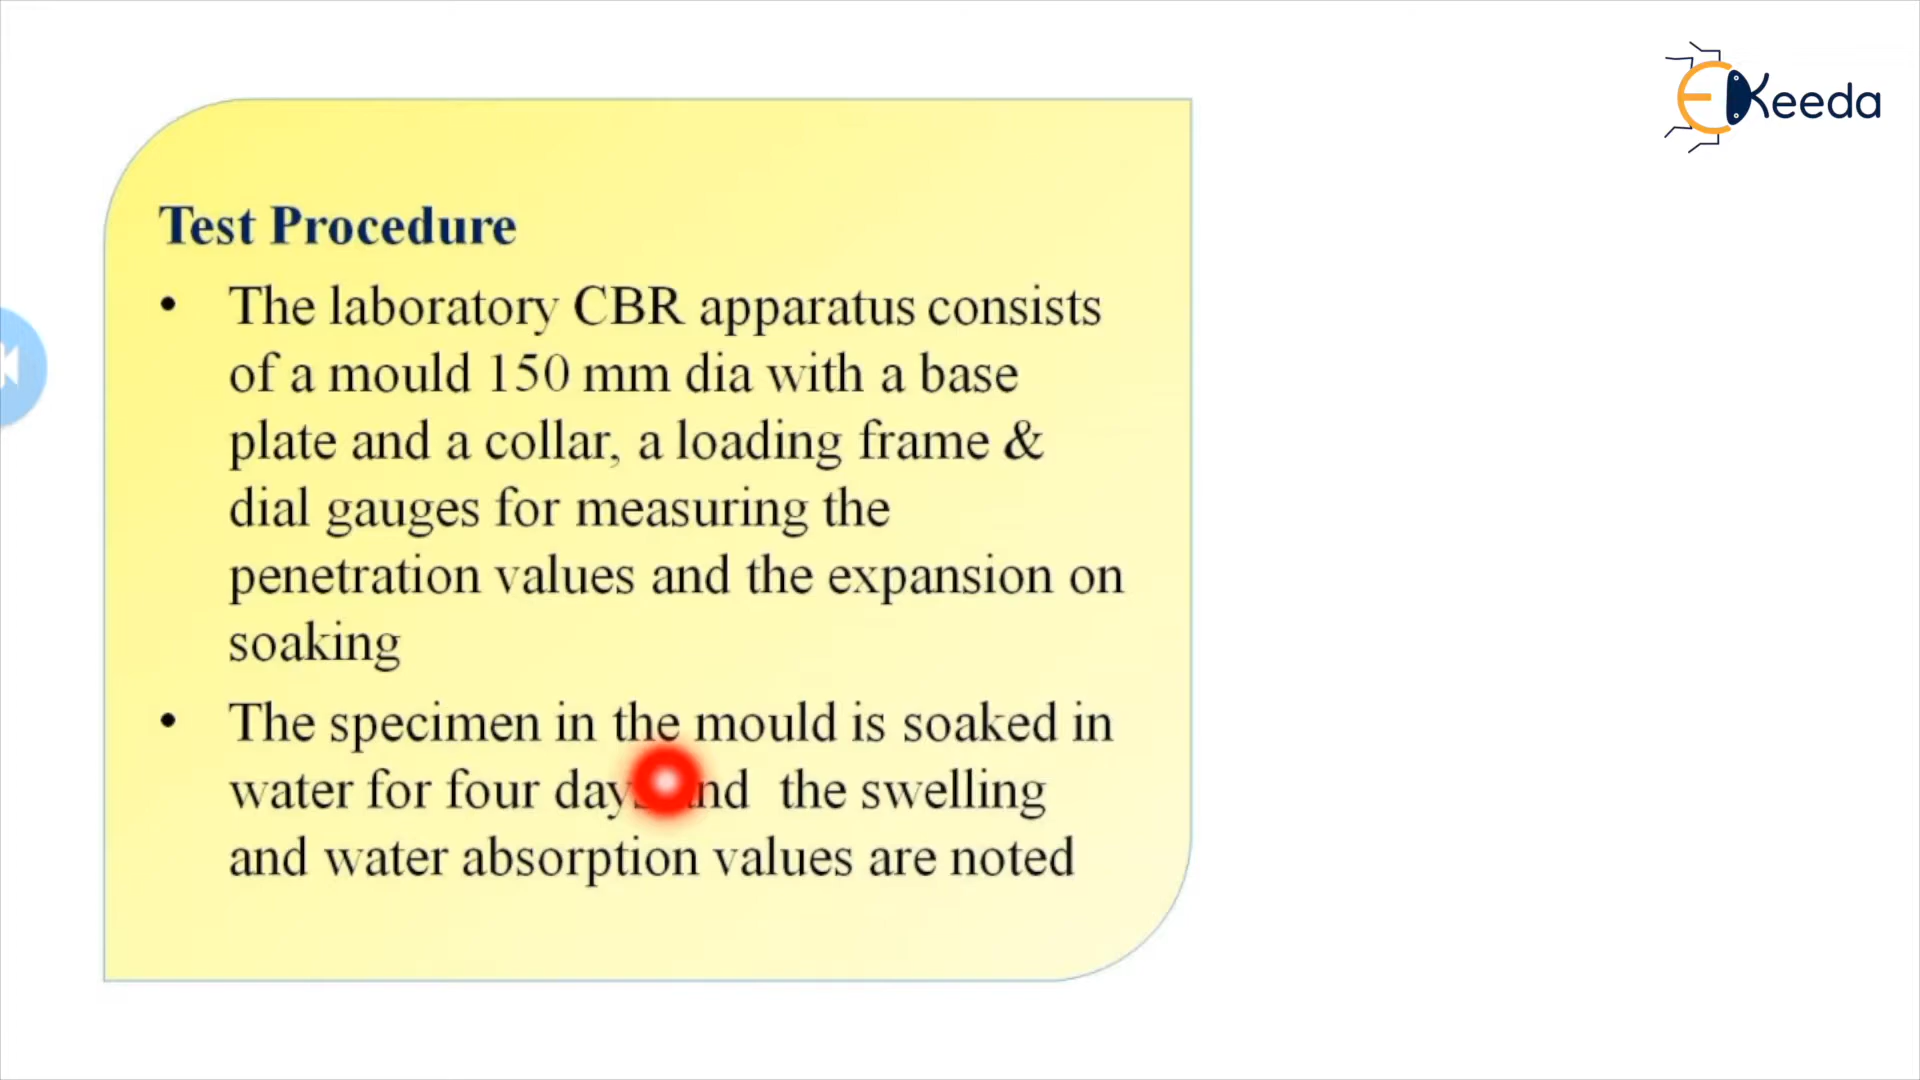 EKeeda
Test Procedure
• The laboratory CBR apparatus consists
of a mould 150 mm dia with a base
plate and a collar, a loading frame &
dial gauges for measuring the
penetration values and the expansion on
soaking
• The specimen in the mould is soaked in
water for four days and the swelling
and water absorption values are noted